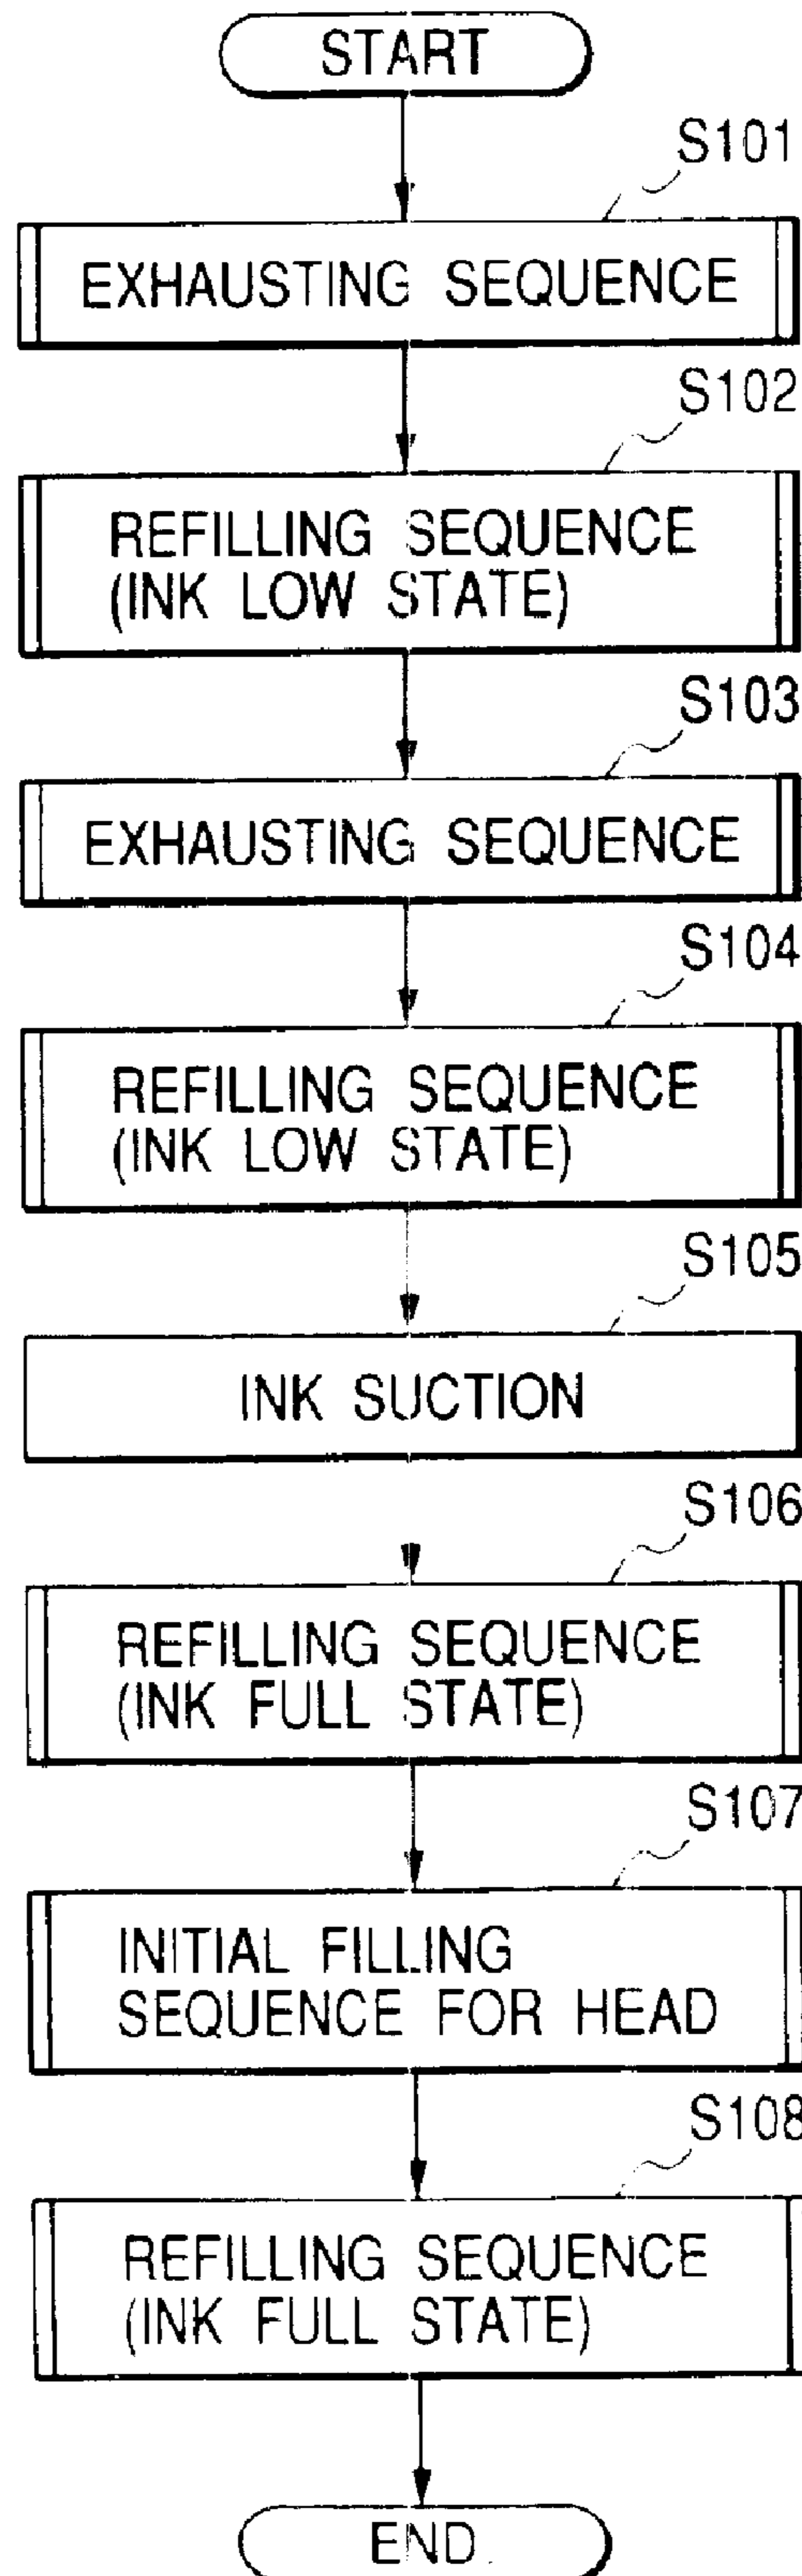 START
S101
EXHAUSTING SEQUENCE
S102
REFILLING SEQUENCE
(INK LOW STATE)
S103
EXHAUSTING SEQUENCE
S104
REFILLING SEQUENCE
(INK LOW STATE)
S105
INK SUCTION
S106
REFILLING SEQUENCE
(INK FULL STATE)
S107
INITIAL FILLING
SEQUENCE FOR HEAD
S108
REFILLING SEQUENCE
(INK FULL STATE)
END